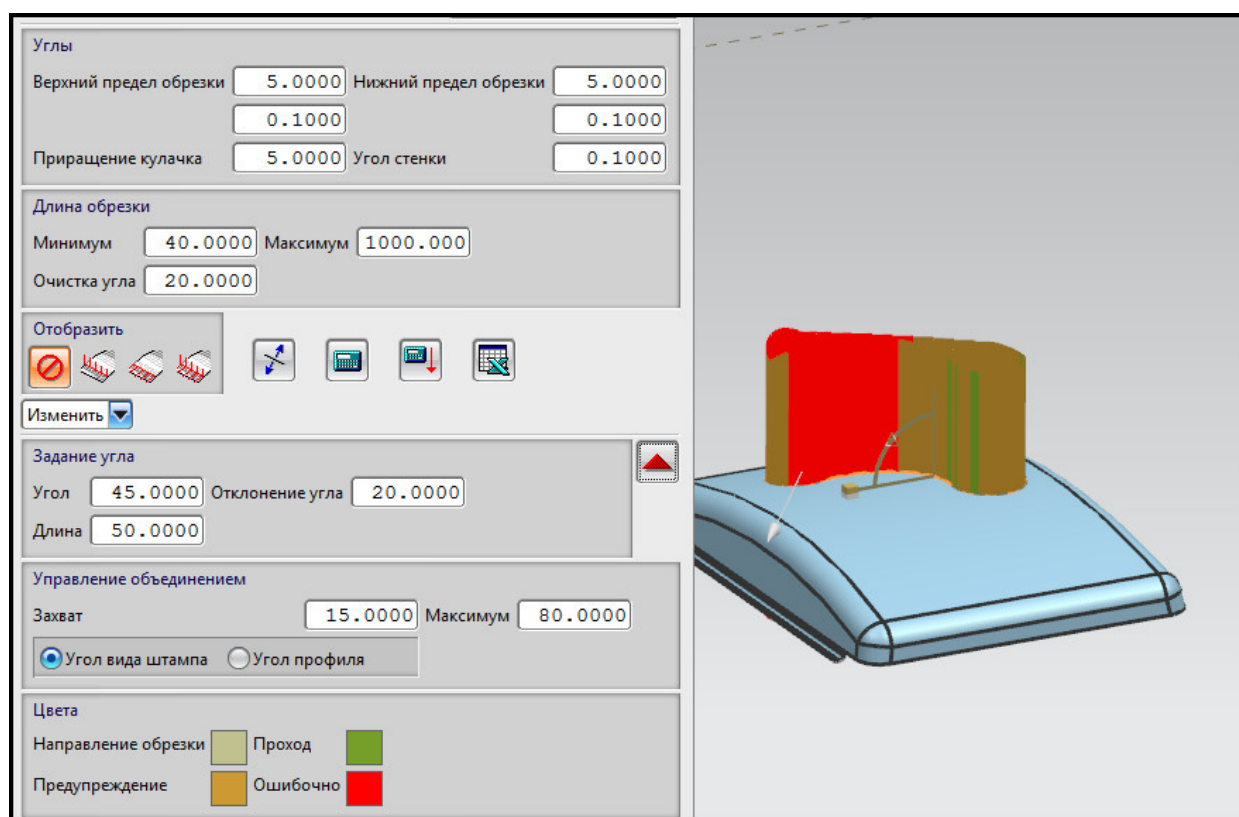 Углы
Верхний предел обрезки 5.0000 Нижний предел обрезки 5.0000
0.1000 0.1000
Приращение кулачка 5.0000 Угол стенки 0.1000
Длина обрезки
Минимум 40.0000 Максимум 1000.000
Очистка угла 20.0000
Отобразить
Изменить
Задание угла
Угол 45.0000 Отклонение угла 20.0000
Длина 50.0000
Управление объединением
Захват 15.0000 Максимум 80.0000
Угол вида штампа Угол профиля
Цвета
Направление обрезки Проход
Предупреждение Ошибочно